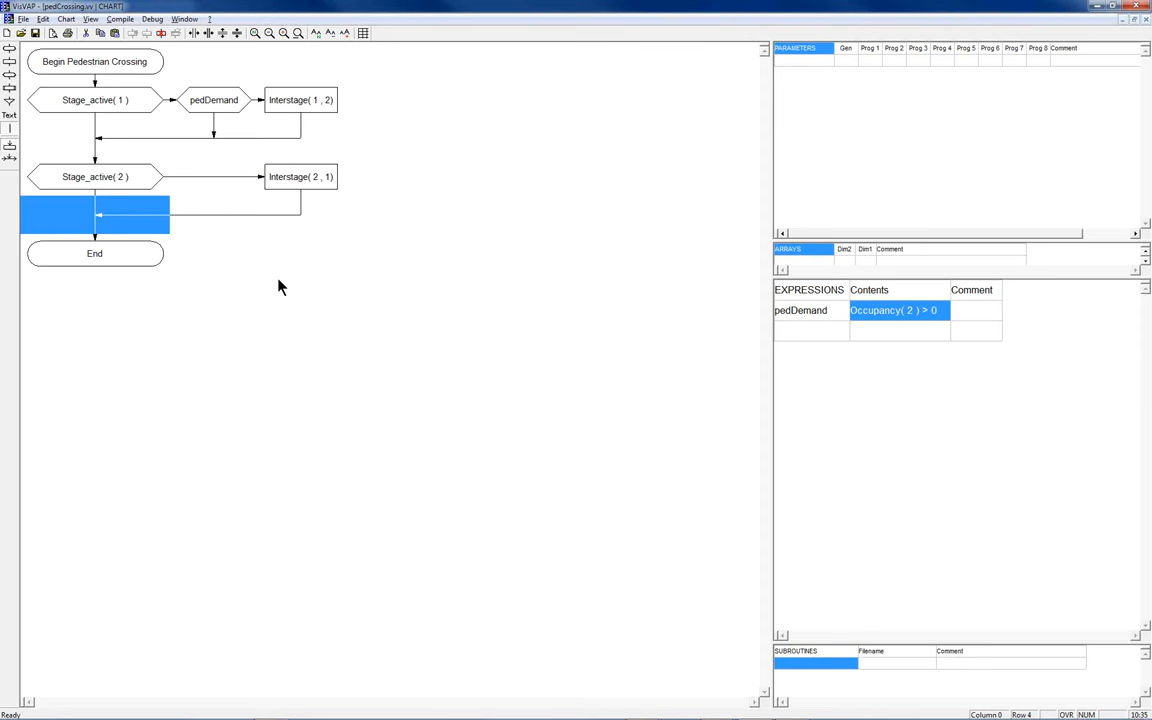 VisVAP - [pedCrossing.vv | CHART]
File Edit Chart View Compile Debug Window ?
Text
Begin Pedestrian Crossing
Stage_active( 1 ) pedDemand Interstage( 1 , 2)
Stage_active( 2 ) Interstage( 2 , 1)
End
PARAMETERS Gen Prog 1 Prog 2 Prog 3 Prog 4 Prog 5 Prog 6 Prog 7 Prog 8 Comment
ARRAYS Dim2 Dim1 Comment
EXPRESSIONS Contents Comment
pedDemand Occupancy( 2 ) > 0
SUBROUTINES Filename Comment
Ready Column 0 Row 4 OVR NUM 10:35